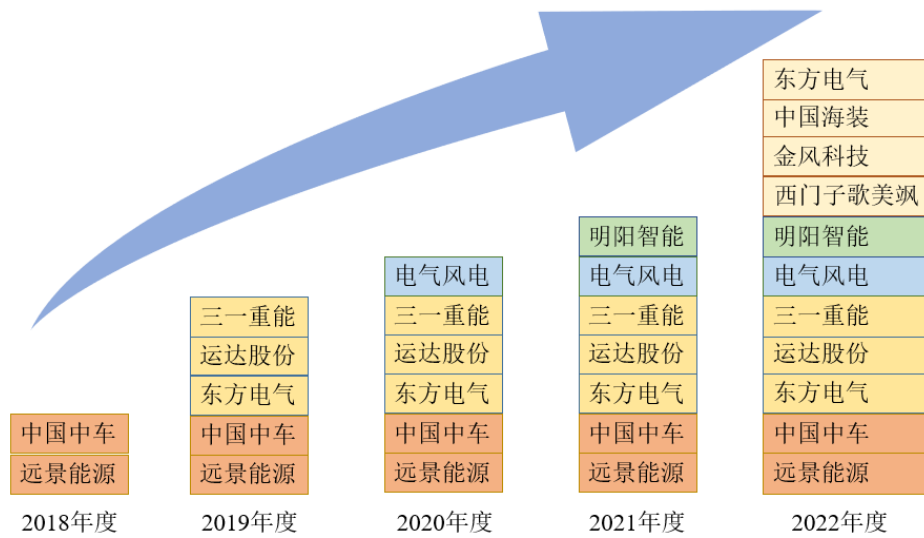 中国中车
远景能源
2018年度
三一重能
运达股份
东方电气
中国中车
远景能源
2019年度
电气风电
三一重能
运达股份
东方电气
中国中车
远景能源
2020年度
明阳智能
电气风电
三一重能
运达股份
东方电气
中国中车
远景能源
2021年度
东方电气
中国海装
金风科技
西门子歌美飒
明阳智能
电气风电
三一重能
运达股份
东方电气
中国中车
远景能源
2022年度